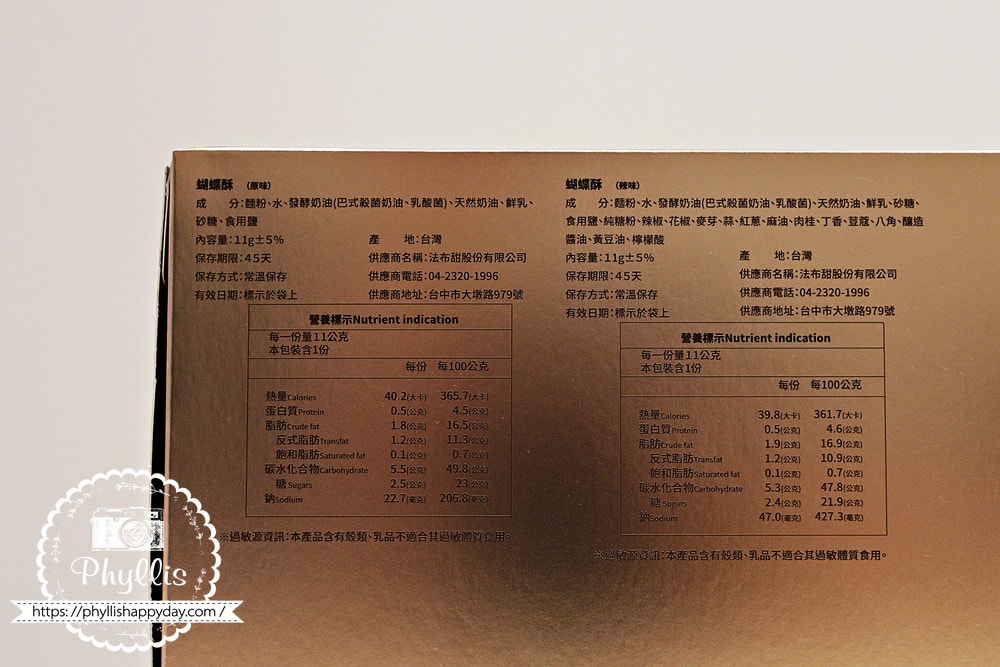 蝴蝶酥 (原味)
成　　分:麵粉、水、發酵奶油(巴式殺菌奶油、乳酸菌)、天然奶油、鮮乳、
砂糖、食用鹽
內容量:11g±5%　產　　地:台灣
保存期限:45天　供應商名稱:法布甜股份有限公司
保存方式:常溫保存　供應商電話:04-2320-1996
有效日期:標示於袋上　供應商地址:台中市大墩路979號
營養標示Nutrient indication
每一份量11公克
本包裝含1份
每份　每100公克
熱量Calories　40.2(大卡)　365.7(大卡)
蛋白質Protein　0.5(公克)　4.5(公克)
脂肪Crude fat　1.8(公克)　16.5(公克)
反式脂肪Transfat　1.2(公克)　11.3(公克)
飽和脂肪Saturated fat　0.1(公克)　0.7(公克)
碳水化合物Carbohydrate　5.5(公克)　49.8(公克)
糖Sugars　2.5(公克)　23(公克)
鈉Sodium　22.7(毫克)　206.8(毫克)
※過敏源資訊:本產品含有殼類、乳品不適合其過敏體質食用。
蝴蝶酥 (辣味)
成　　分:麵粉、水、發酵奶油(巴式殺菌奶油、乳酸菌)、天然奶油、鮮乳、砂糖、
食用鹽、純糖粉、辣椒、花椒、麥芽、蒜、紅蔥、麻油、肉桂、丁香、荳蔻、八角、釀造
醬油、黃豆油、檸檬酸
內容量:11g±5%　產　　地:台灣
保存期限:45天　供應商名稱:法布甜股份有限公司
保存方式:常溫保存　供應商電話:04-2320-1996
有效日期:標示於袋上　供應商地址:台中市大墩路979號
營養標示Nutrient indication
每一份量11公克
本包裝含1份
每份　每100公克
熱量Calories　39.8(大卡)　361.7(大卡)
蛋白質Protein　0.5(公克)　4.6(公克)
脂肪Crude fat　1.9(公克)　16.9(公克)
反式脂肪Transfat　1.2(公克)　10.9(公克)
飽和脂肪Saturated fat　0.1(公克)　0.7(公克)
碳水化合物Carbohydrate　5.3(公克)　47.8(公克)
糖Sugars　2.4(公克)　21.9(公克)
鈉Sodium　47.0(毫克)　427.3(毫克)
※過敏源資訊:本產品含有殼類、乳品不適合其過敏體質食用。
Phyllis
https://phyllishappyday.com/